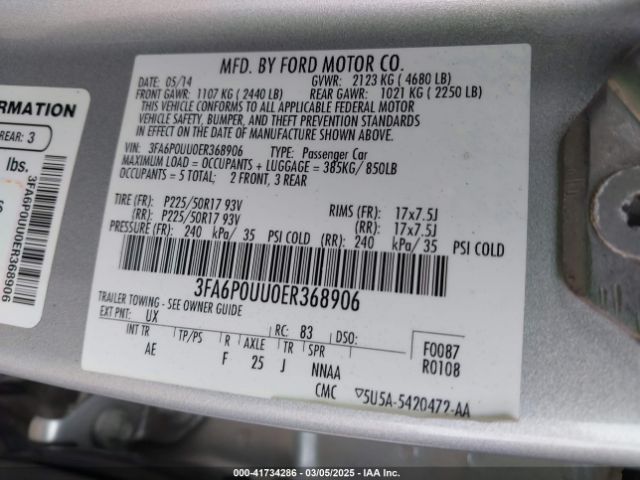 MFD. BY FORD MOTOR CO.
DATE: 05/14 GVWR: 2123 KG ( 4680 LB)
FRONT GAWR: 1107 KG ( 2440 LB) REAR GAWR: 1021 KG ( 2250 LB)
THIS VEHICLE CONFORMS TO ALL APPLICABLE FEDERAL MOTOR
VEHICLE SAFETY, BUMPER, AND THEFT PREVENTION STANDARDS
IN EFFECT ON THE DATE OF MANUFACTURE SHOWN ABOVE.
VIN: 3FA6P0UU0ER368906 TYPE: Passenger Car
MAXIMUM LOAD = OCCUPANTS + LUGGAGE = 385KG/ 850LB
OCCUPANTS = 5 TOTAL; 2 FRONT, 3 REAR
TIRE (FR): P225/50R17 93V RIMS (FR): 17x7.5J
(RR): P225/50R17 93V (RR): 17x7.5J
PRESSURE (FR): 240 kPa/ 35 PSI COLD (RR): 240 kPa/ 35 PSI COLD
3FA6P0UU0ER368906
TRAILER TOWING - SEE OWNER GUIDE
EXT PNT: UX RC: 83 DSO:
INT TR TP/PS R AXLE TR SPR
AE F 25 J NNAA
F0087
R0108
CMC ▽5U5A-5420472-AA
ORMATION
REAR: 3
lbs.
3FA6P0UU0ER368906
000-41734286 — 03/05/2025 — IAA Inc.